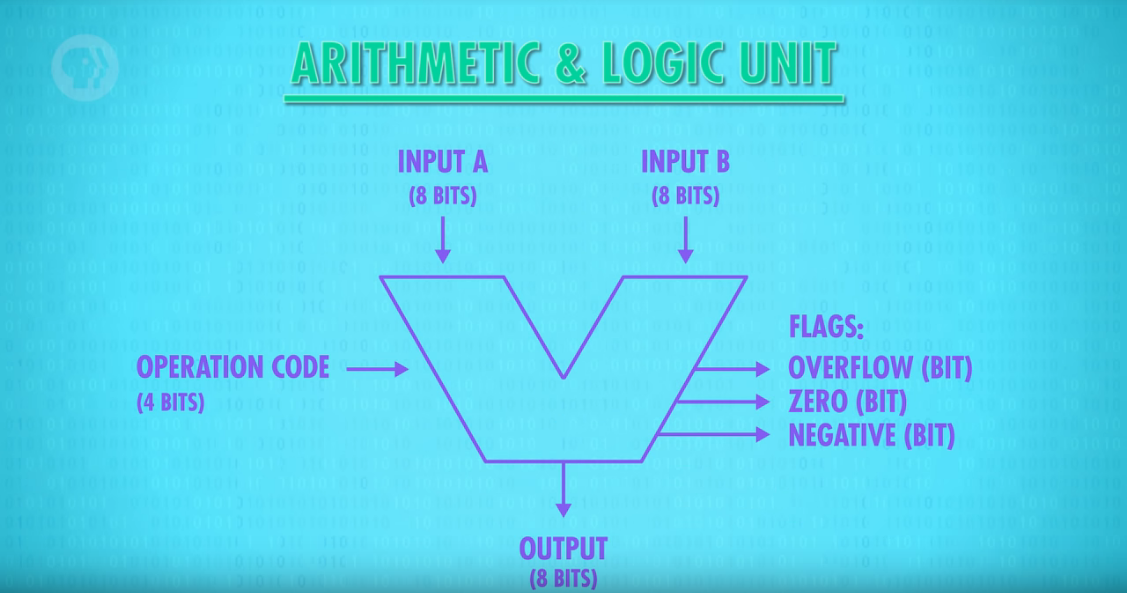 ARITHMETIC & LOGIC UNIT
INPUT A
(8 BITS)
INPUT B
(8 BITS)
OPERATION CODE
(4 BITS)
FLAGS:
OVERFLOW (BIT)
ZERO (BIT)
NEGATIVE (BIT)
OUTPUT
(8 BITS)